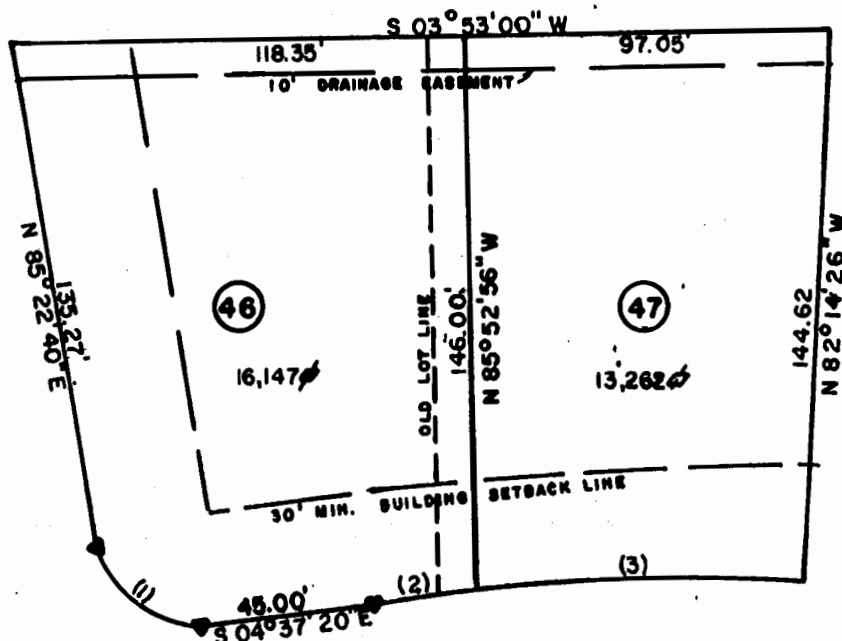 S 03°53'00" W
118.35'
97.05'
10' DRAINAGE EASEMENT
N 85°22'40" E
135.27'
46
16,147
OLD LOT LINE
146.00'
N 85°52'56" W
47
13,262
144.62
N 82°14'26" W
30' MIN. BUILDING SETBACK LINE
(1)
45.00'
S 04°37'20" E
(2)
(3)